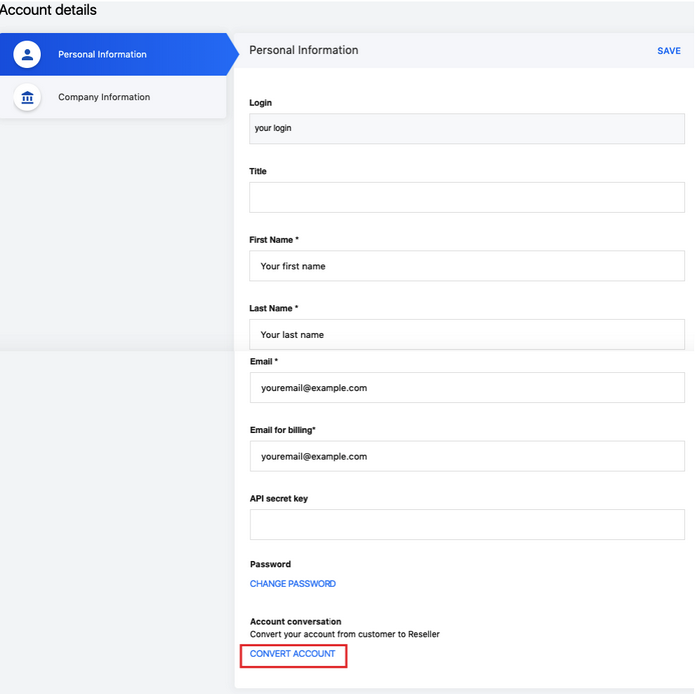 Account details
Personal Information
Company Information
Personal Information
SAVE
Login
your login
Title
First Name *
Your first name
Last Name *
Your last name
Email *
youremail@example.com
Email for billing*
youremail@example.com
API secret key
Password
CHANGE PASSWORD
Account conversation
Convert your account from customer to Reseller
CONVERT ACCOUNT